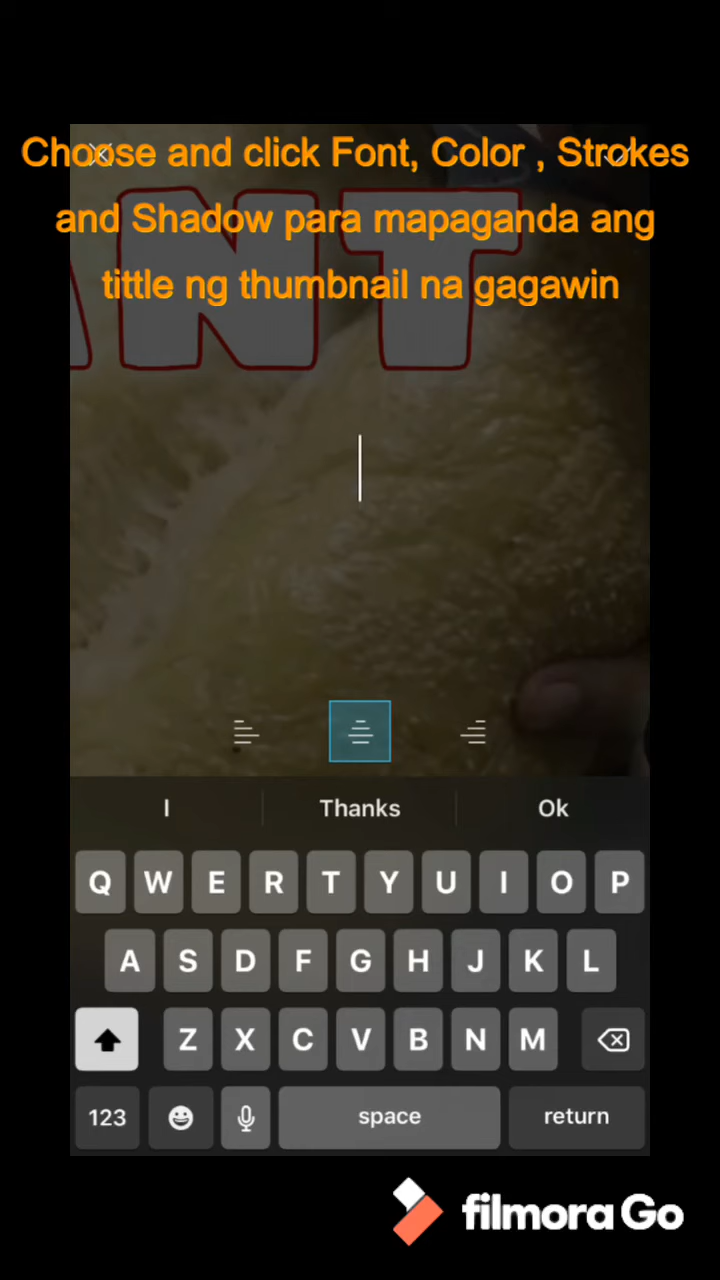 Choose and click Font, Color , Strokes
and Shadow para mapaganda ang
tittle ng thumbnail na gagawin
ANT
I Thanks Ok
Q W E R T Y U I O P
A S D F G H J K L
Z X C V B N M
123 space return
filmora Go